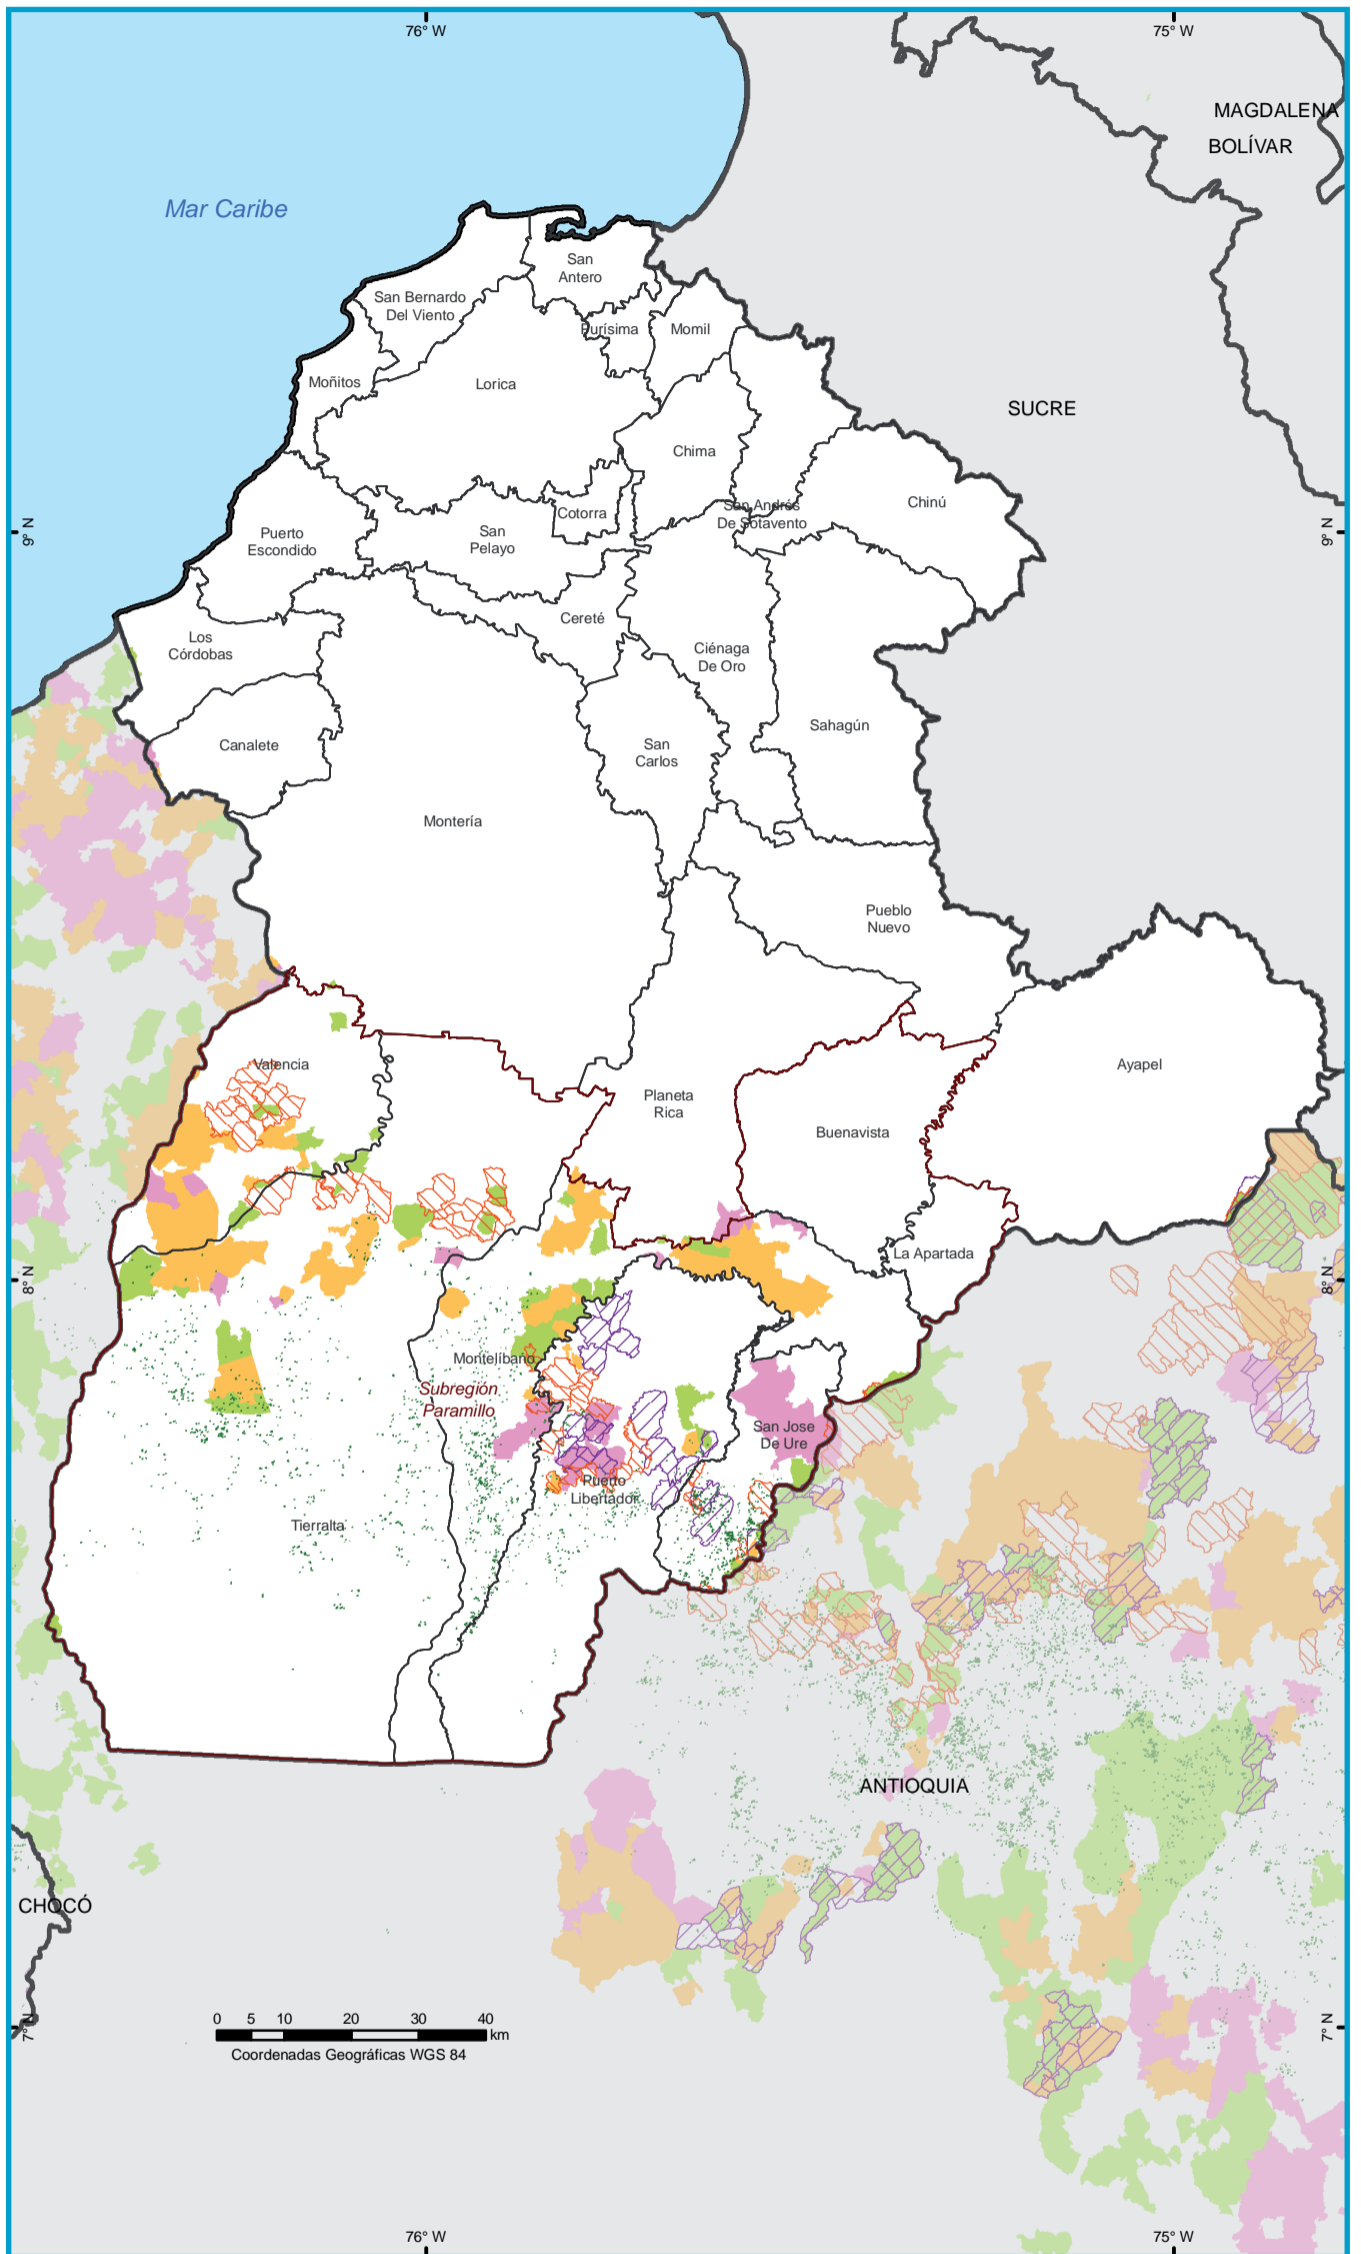 76° W
75° W
MAGDALENA
BOLÍVAR
Mar Caribe
San
Antero
San Bernardo
Del Viento
Purísima
Momil
Moñitos
Lorica
SUCRE
Chima
Chinú
San Andrés
De Sotavento
Cotorra
9° N
9° N
Puerto
Escondido
San
Pelayo
Cereté
Los
Córdobas
Ciénaga
De Oro
Sahagún
Canalete
San
Carlos
Montería
Pueblo
Nuevo
Valencia
Ayapel
Planeta
Rica
Buenavista
La Apartada
8° N
8° N
Montelíbano
Subregión
Paramillo
San Jose
De Ure
Puerto
Libertador
Tierralta
ANTIOQUIA
CHOCÓ
0 5 10 20 30 40
km
Coordenadas Geográficas WGS 84
7° N
7° N
76° W
75° W